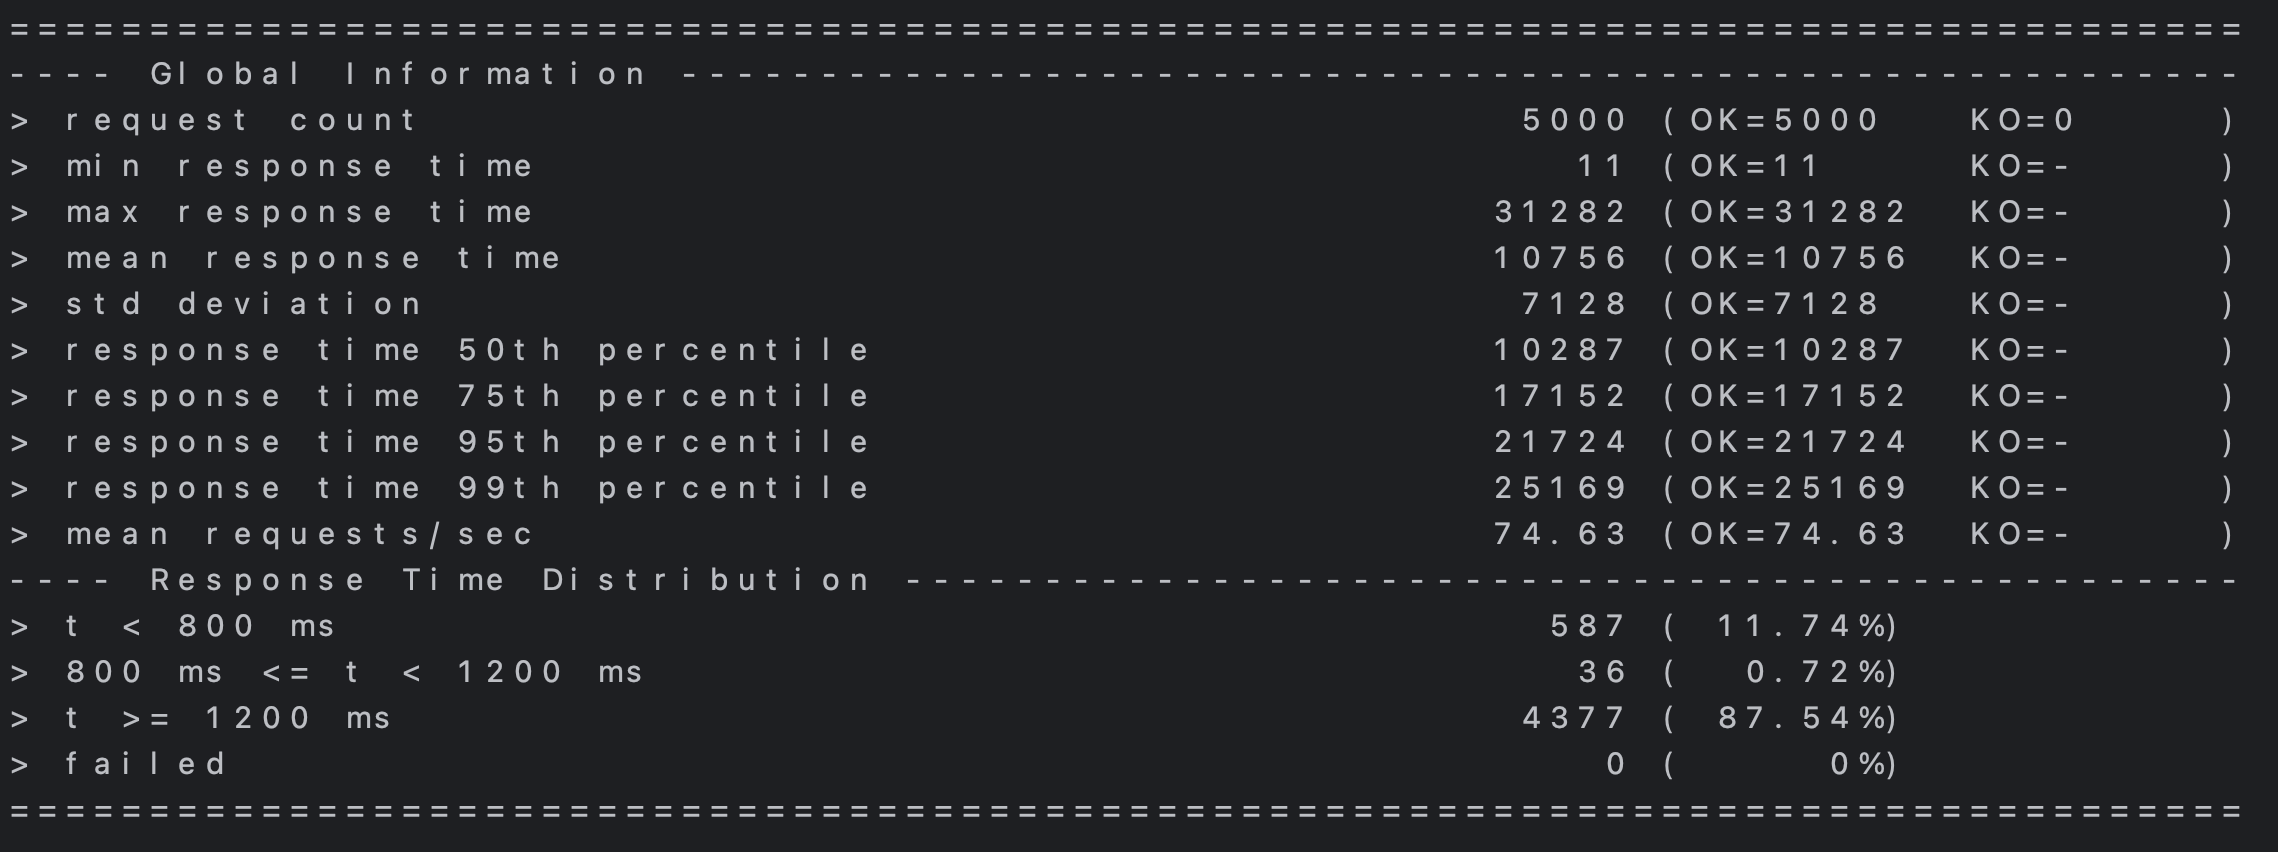 ================================================================================
---- Global Information --------------------------------------------------------
> request count                                       5000 (OK=5000   KO=0     )
> min response time                                     11 (OK=11     KO=-     )
> max response time                                  31282 (OK=31282  KO=-     )
> mean response time                                 10756 (OK=10756  KO=-     )
> std deviation                                       7128 (OK=7128   KO=-     )
> response time 50th percentile                      10287 (OK=10287  KO=-     )
> response time 75th percentile                      17152 (OK=17152  KO=-     )
> response time 95th percentile                      21724 (OK=21724  KO=-     )
> response time 99th percentile                      25169 (OK=25169  KO=-     )
> mean requests/sec                                  74.63 (OK=74.63  KO=-     )
---- Response Time Distribution ------------------------------------------------
> t < 800 ms                                           587 ( 11.74%)
> 800 ms <= t < 1200 ms                                 36 (  0.72%)
> t >= 1200 ms                                        4377 ( 87.54%)
> failed                                                 0 (     0%)
================================================================================